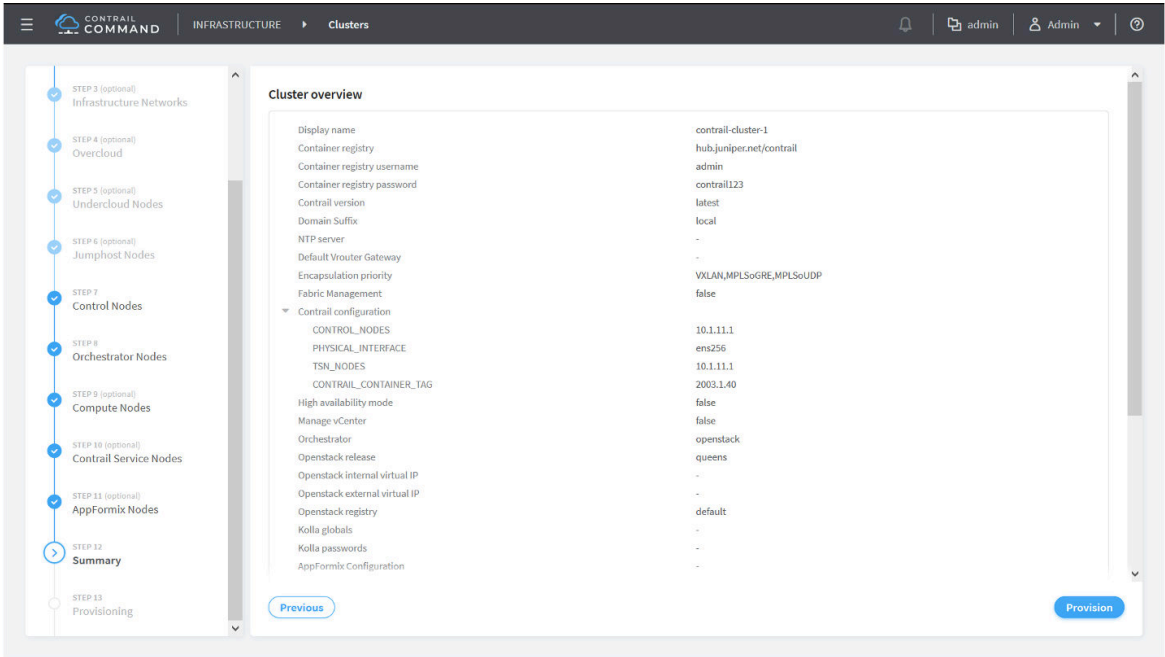 CONTRAIL
COMMAND
INFRASTRUCTURE
Clusters
admin
Admin
STEP 3 (optional)
Infrastructure Networks
STEP 4 (optional)
Overcloud
STEP 5 (optional)
Undercloud Nodes
STEP 6 (optional)
Jumphost Nodes
STEP 7
Control Nodes
STEP 8
Orchestrator Nodes
STEP 9 (optional)
Compute Nodes
STEP 10 (optional)
Contrail Service Nodes
STEP 11 (optional)
AppFormix Nodes
STEP 12
Summary
STEP 13
Provisioning
Cluster overview
Display name contrail-cluster-1
Container registry hub.juniper.net/contrail
Container registry username admin
Container registry password contrail123
Contrail version latest
Domain Suffix local
NTP server -
Default Vrouter Gateway -
Encapsulation priority VXLAN,MPLSoGRE,MPLSoUDP
Fabric Management false
Contrail configuration
CONTROL_NODES 10.1.11.1
PHYSICAL_INTERFACE ens256
TSN_NODES 10.1.11.1
CONTRAIL_CONTAINER_TAG 2003.1.40
High availability mode false
Manage vCenter false
Orchestrator openstack
Openstack release queens
Openstack internal virtual IP -
Openstack external virtual IP -
Openstack registry default
Kolla globals -
Kolla passwords -
AppFormix Configuration -
Previous
Provision